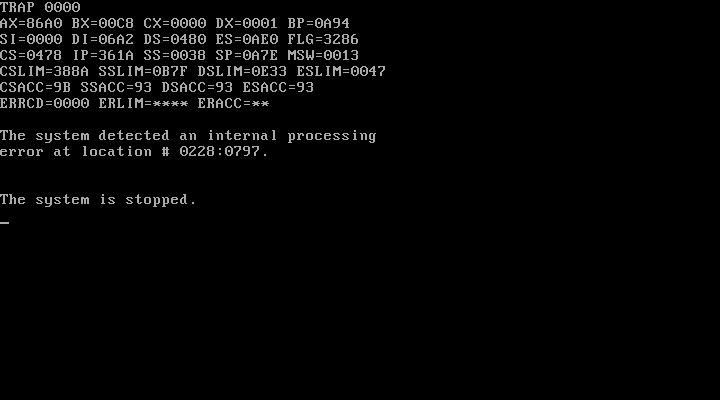 TRAP 0000
AX=86A0 BX=00C8 CX=0000 DX=0001 BP=0A94
SI=0000 DI=06A2 DS=0480 ES=0AE0 FLG=3286
CS=0478 IP=361A SS=0038 SP=0A7E MSW=0013
CSLIM=388A SSLIM=0B7F DSLIM=0E33 ESLIM=0047
CSACC=9B SSACC=93 DSACC=93 ESACC=93
ERRCD=0000 ERLIM=**** ERACC=**
The system detected an internal processing
error at location # 0228:0797.
The system is stopped.
_